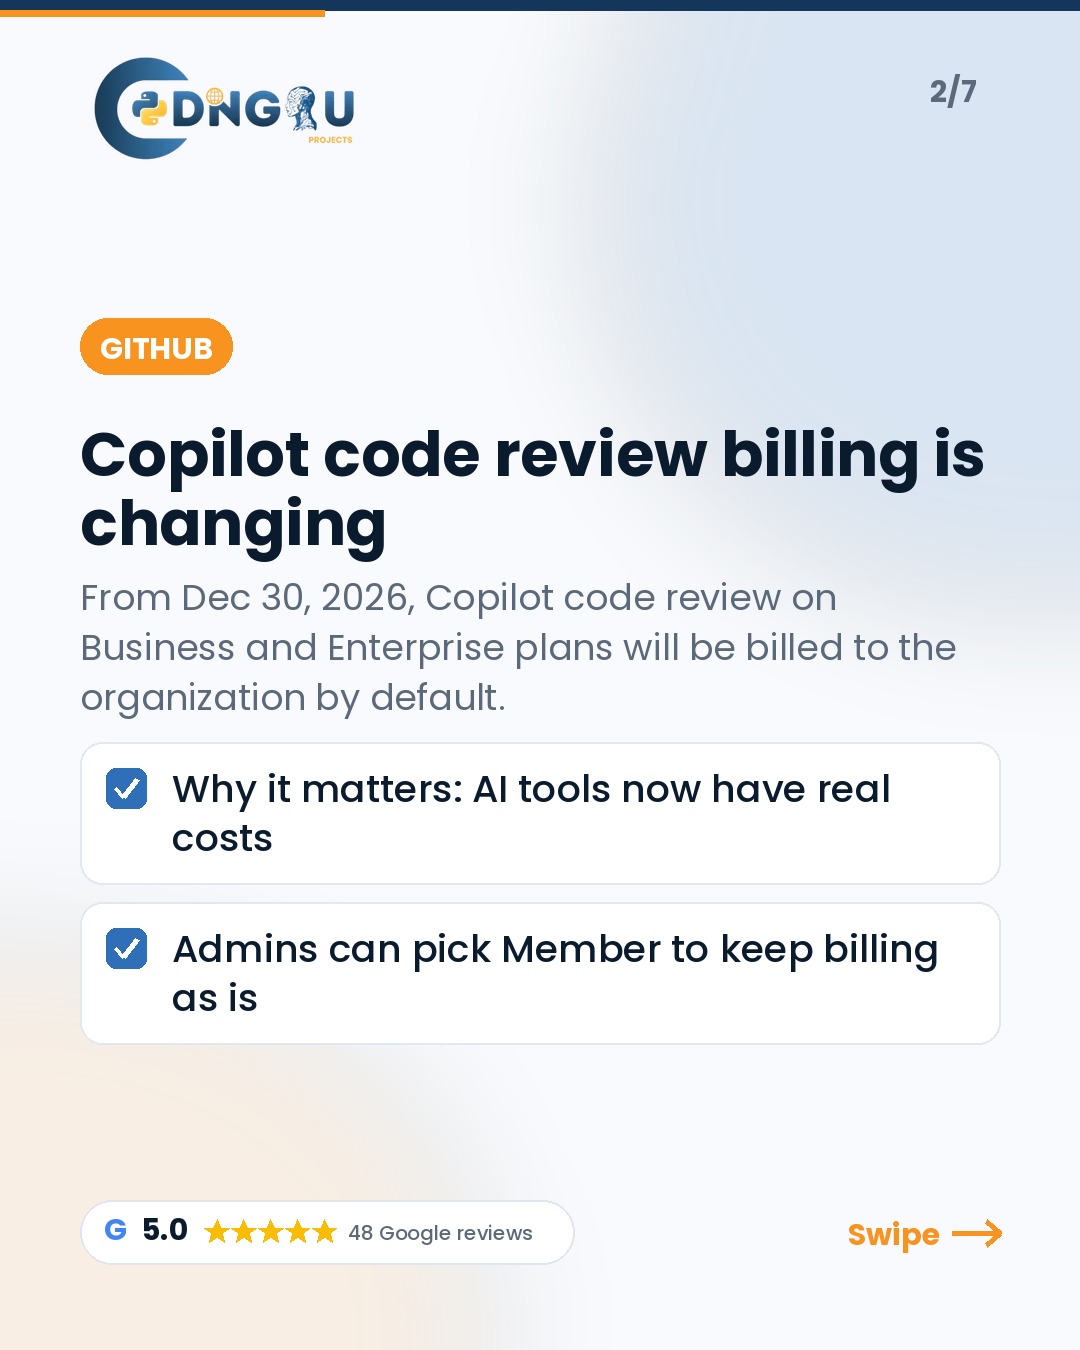 CDNGURU
PROJECTS
2/7
GITHUB
Copilot code review billing is
changing
From Dec 30, 2026, Copilot code review on
Business and Enterprise plans will be billed to the
organization by default.
Why it matters: AI tools now have real
costs
Admins can pick Member to keep billing
as is
G 5.0 48 Google reviews
Swipe